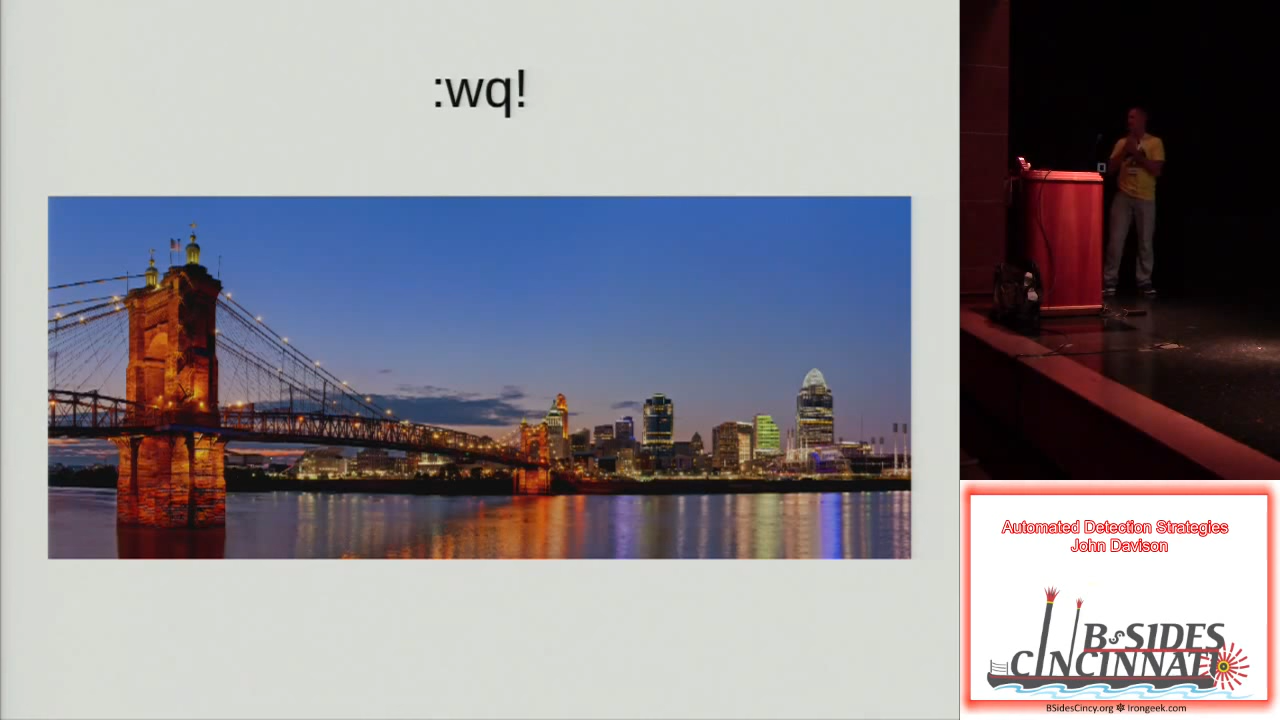 :wq!
Automated Detection Strategies
John Davison
BSIDES
CINCINNATI
BSidesCincy.org ✽ Irongeek.com